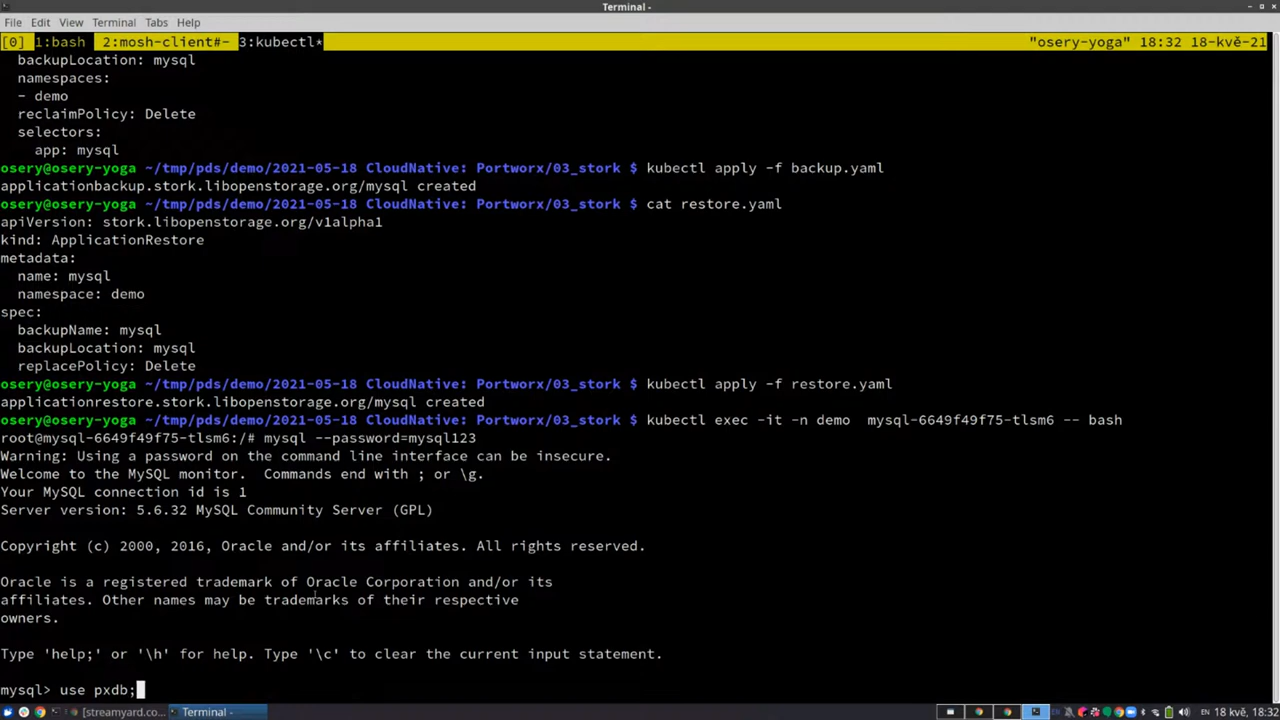 Terminal -
File Edit View Terminal Tabs Help
[0] 1:bash 2:mosh-client#- 3:kubectl* "osery-yoga" 18:32 18-kvě-21
  backupLocation: mysql
  namespaces:
  - demo
  reclaimPolicy: Delete
  selectors:
    app: mysql
osery@osery-yoga ~/tmp/pds/demo/2021-05-18 CloudNative: Portworx/03_stork $ kubectl apply -f backup.yaml
applicationbackup.stork.libopenstorage.org/mysql created
osery@osery-yoga ~/tmp/pds/demo/2021-05-18 CloudNative: Portworx/03_stork $ cat restore.yaml
apiVersion: stork.libopenstorage.org/v1alpha1
kind: ApplicationRestore
metadata:
  name: mysql
  namespace: demo
spec:
  backupName: mysql
  backupLocation: mysql
  replacePolicy: Delete
osery@osery-yoga ~/tmp/pds/demo/2021-05-18 CloudNative: Portworx/03_stork $ kubectl apply -f restore.yaml
applicationrestore.stork.libopenstorage.org/mysql created
osery@osery-yoga ~/tmp/pds/demo/2021-05-18 CloudNative: Portworx/03_stork $ kubectl exec -it -n demo  mysql-6649f49f75-tlsm6 -- bash
root@mysql-6649f49f75-tlsm6:/# mysql --password=mysql123
Warning: Using a password on the command line interface can be insecure.
Welcome to the MySQL monitor.  Commands end with ; or \g.
Your MySQL connection id is 1
Server version: 5.6.32 MySQL Community Server (GPL)
Copyright (c) 2000, 2016, Oracle and/or its affiliates. All rights reserved.
Oracle is a registered trademark of Oracle Corporation and/or its
affiliates. Other names may be trademarks of their respective
owners.
Type 'help;' or '\h' for help. Type '\c' to clear the current input statement.
mysql> use pxdb;
[streamyard.co... Terminal - EN 18 kvě, 18:32